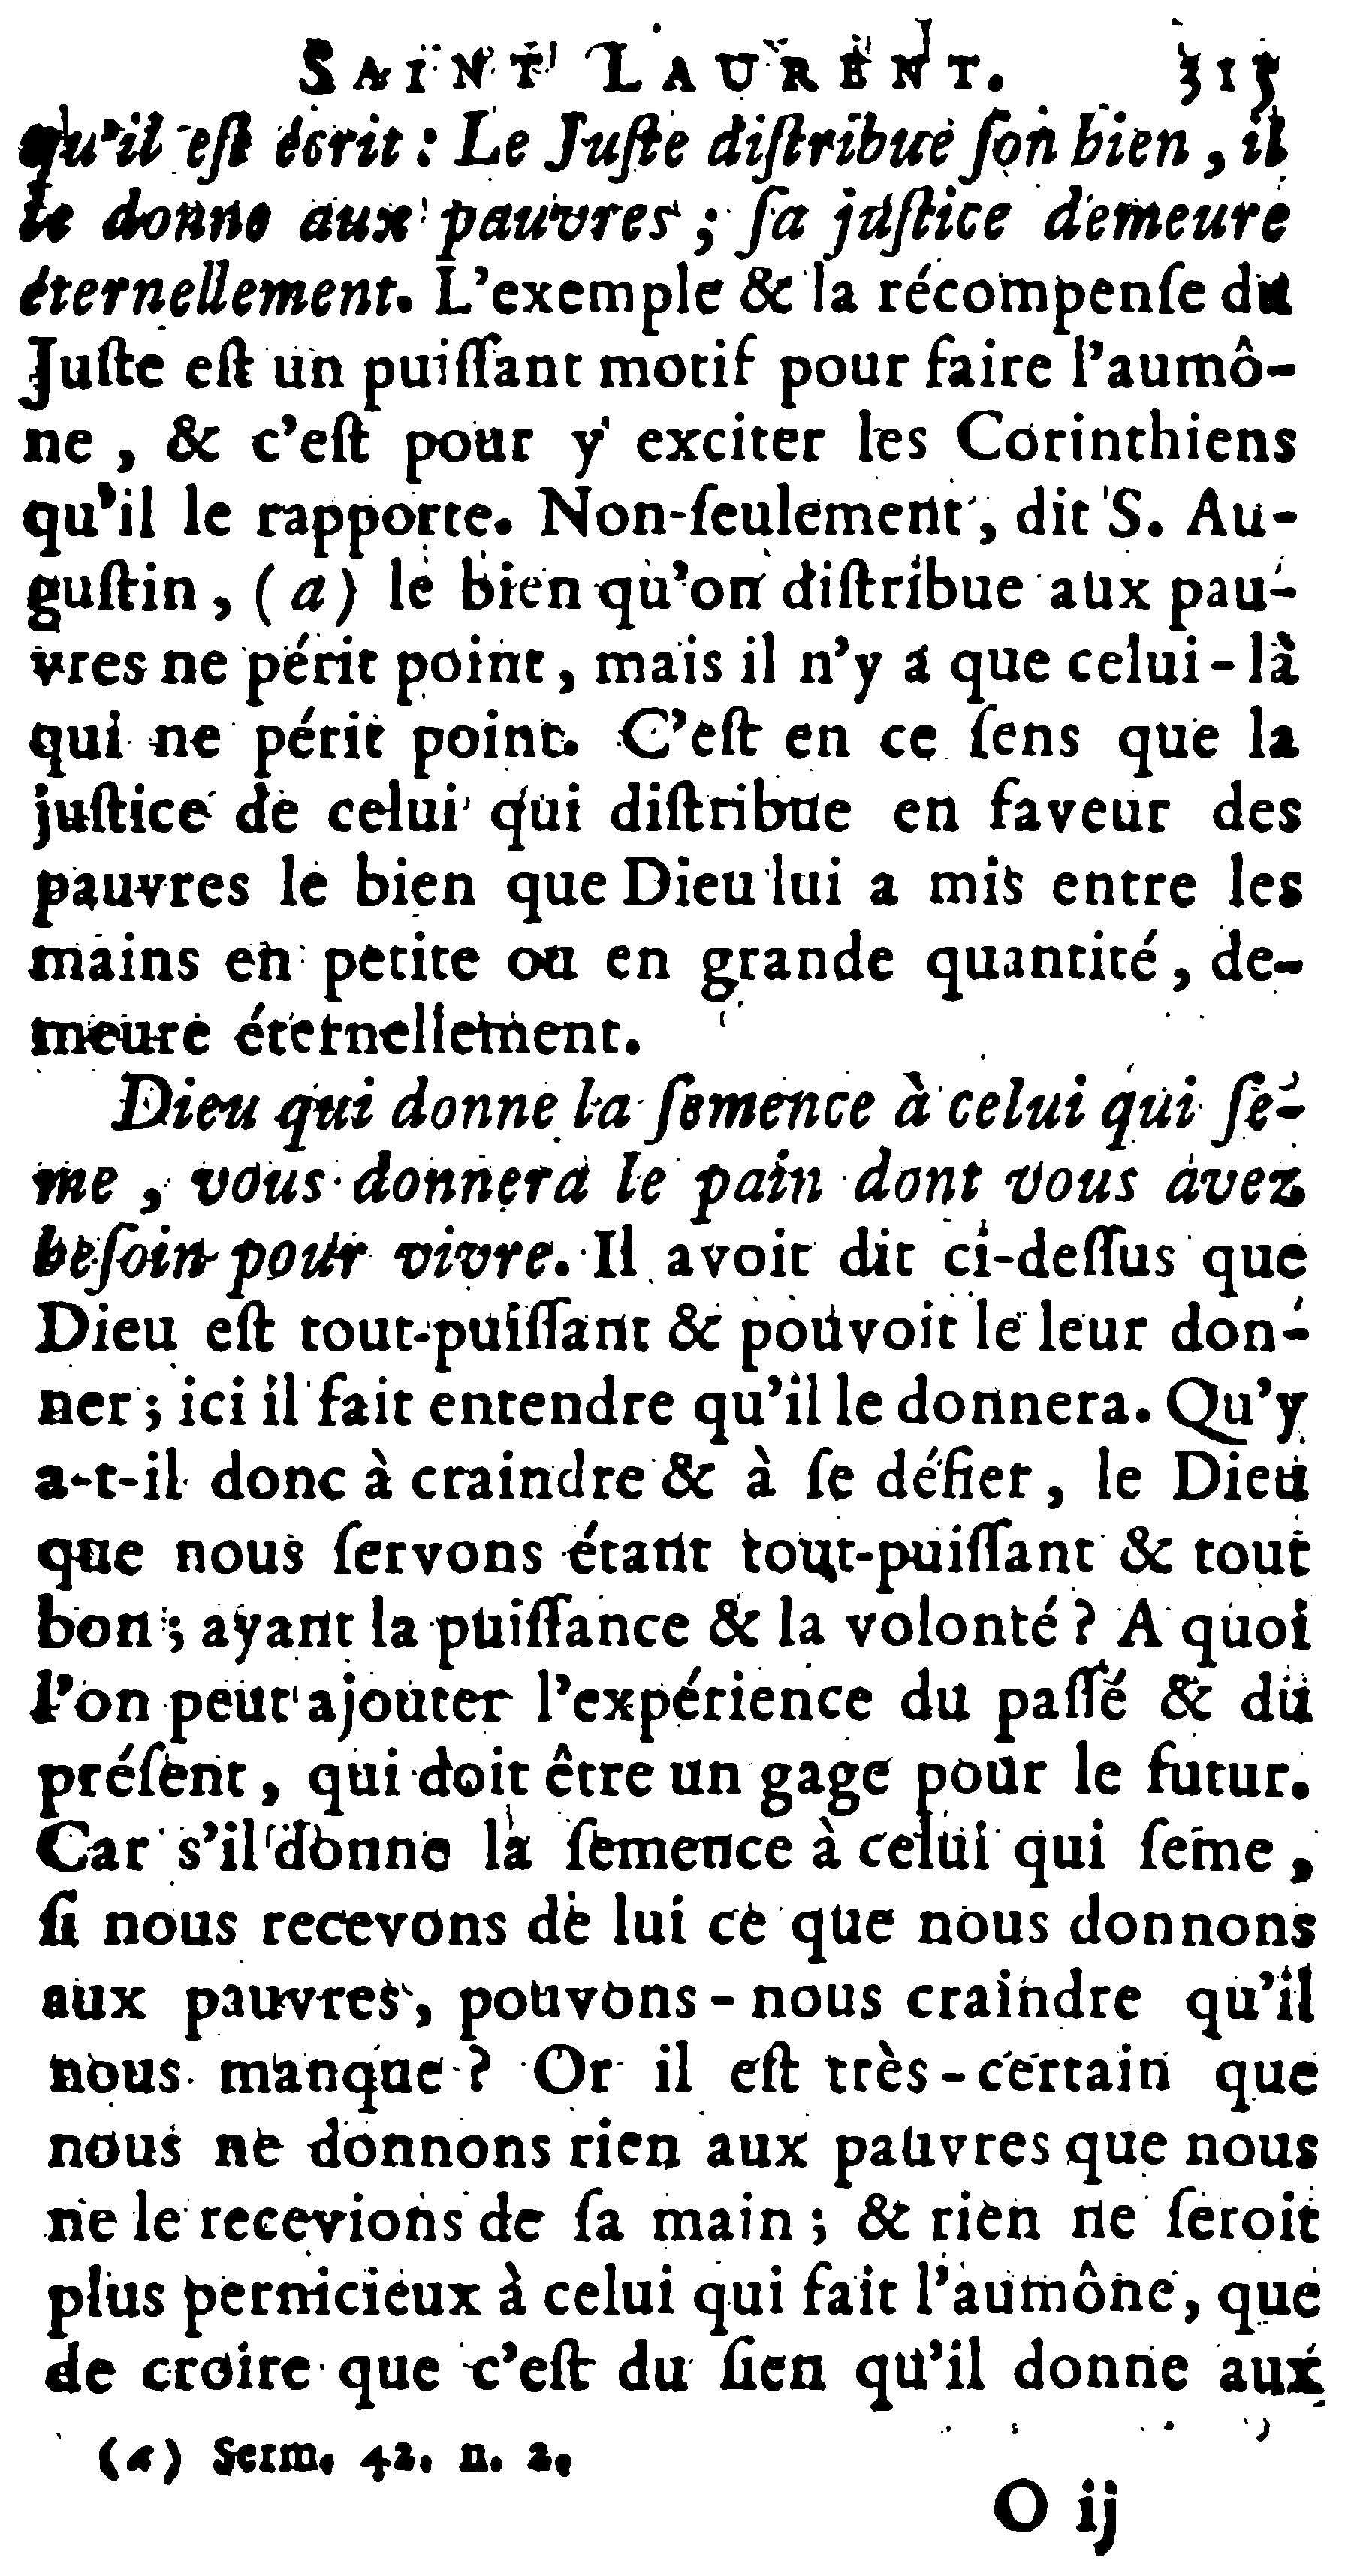 SAINT LAURENT. 315
qu'il eſt écrit : Le Juſte diſtribue ſon bien, il
le donne aux pauvres ; ſa juſtice demeure
éternellement. L'exemple & la récompenſe du
Juſte eſt un puiſſant motif pour faire l'aumô-
ne, & c'eſt pour y exciter les Corinthiens
qu'il le rapporte. Non-ſeulement, dit S. Au-
guſtin, (a) le bien qu'on diſtribue aux pau-
vres ne périt point, mais il n'y a que celui-là
qui ne périt point. C'eſt en ce ſens que la
juſtice de celui qui diſtribue en faveur des
pauvres le bien que Dieu lui a mis entre les
mains en petite ou en grande quantité, de-
meure éternellement.
Dieu qui donne la ſemence à celui qui ſe-
me, vous donnera le pain dont vous avez
beſoin pour vivre. Il avoit dit ci-deſſus que
Dieu eſt tout-puiſſant & pouvoit le leur don-
ner ; ici il fait entendre qu'il le donnera. Qu'y
a-t-il donc à craindre & à ſe défier, le Dieu
que nous ſervons étant tout-puiſſant & tout
bon ; ayant la puiſſance & la volonté ? A quoi
l'on peut ajouter l'expérience du paſſé & du
préſent, qui doit être un gage pour le futur.
Car s'il donne la ſemence à celui qui ſeme,
ſi nous recevons de lui ce que nous donnons
aux pauvres, pouvons-nous craindre qu'il
nous manque ? Or il eſt très-certain que
nous ne donnons rien aux pauvres que nous
ne le recevions de ſa main ; & rien ne ſeroit
plus pernicieux à celui qui fait l'aumône, que
de croire que c'eſt du ſien qu'il donne aux
(a) Serm. 42. n. 2.
O ij